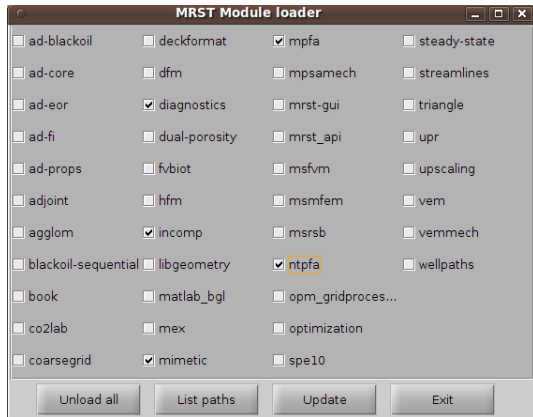 MRST Module loader
ad-blackoil deckformat mpfa steady-state
ad-core dfm mpsamech streamlines
ad-eor diagnostics mrst-gui triangle
ad-fi dual-porosity mrst_api upr
ad-props fvbiot msfvm upscaling
adjoint hfm msmfem vem
agglom incomp msrsb vemmech
blackoil-sequential libgeometry ntpfa wellpaths
book matlab_bgl opm_gridproces...
co2lab mex optimization
coarsegrid mimetic spe10
Unload all List paths Update Exit